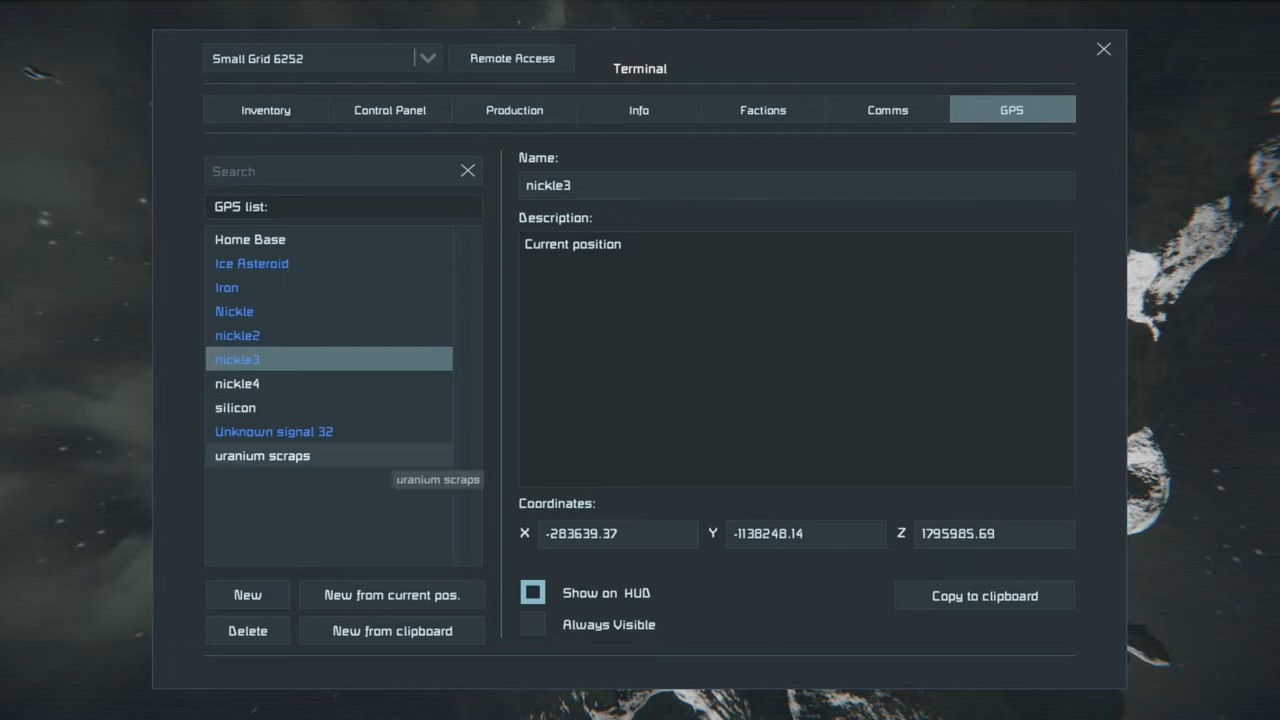 Small Grid 6252
Remote Access
Terminal
Inventory
Control Panel
Production
Info
Factions
Comms
GPS
Search
GPS list:
Home Base
Ice Asteroid
Iron
Nickle
nickle2
nickle3
nickle4
silicon
Unknown signal 32
uranium scraps
uranium scraps
New
New from current pos.
Delete
New from clipboard
Name:
nickle3
Description:
Current position
Coordinates:
X -283639.37 Y -1138248.14 Z 1795985.69
Show on HUD
Copy to clipboard
Always Visible